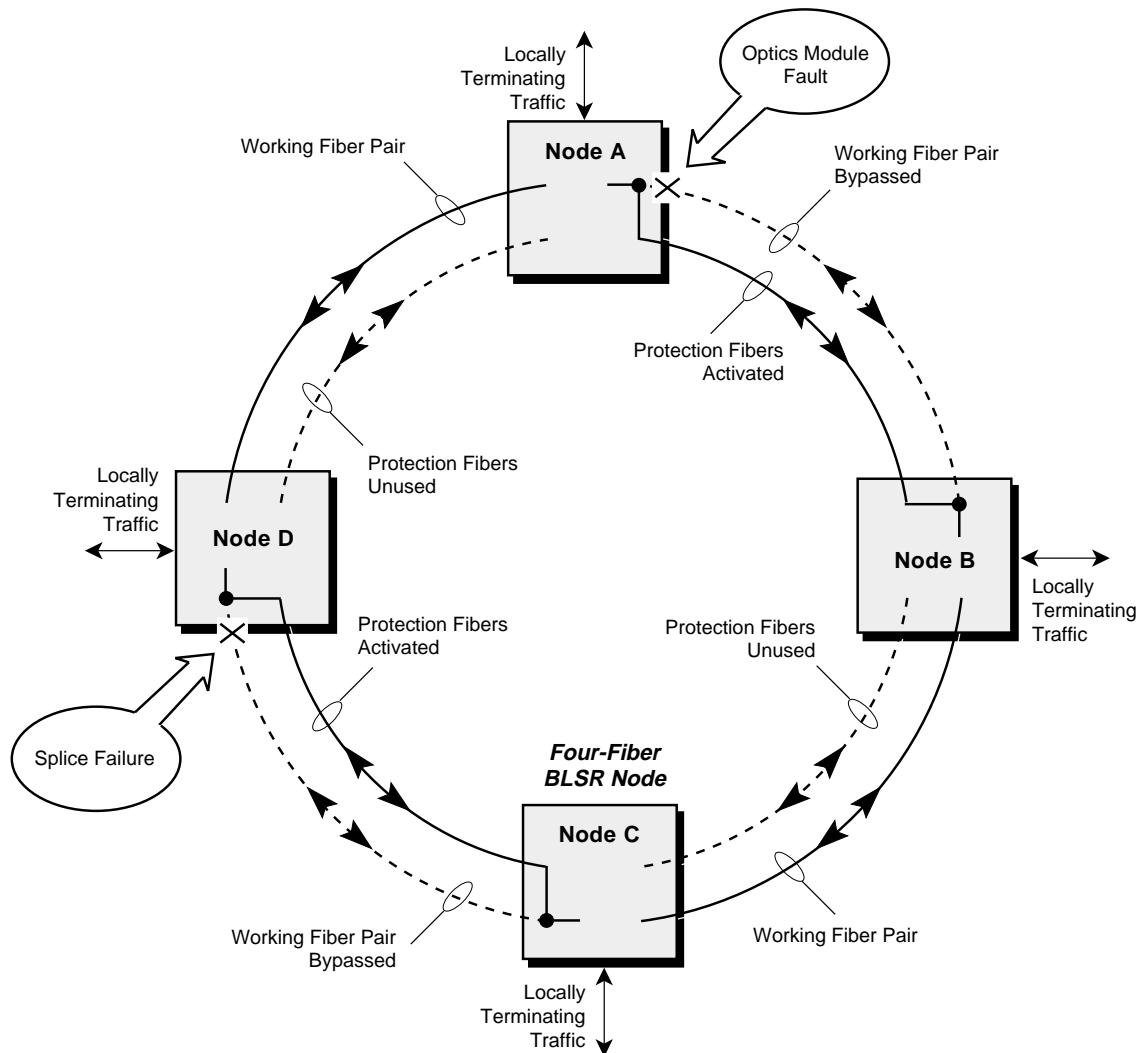 Locally
Terminating
Traffic
Optics Module
Fault
Working Fiber Pair
Node A
Working Fiber Pair
Bypassed
Protection Fibers
Activated
Protection Fibers
Unused
Locally
Terminating
Traffic
Node D
Node B
Locally
Terminating
Traffic
Protection Fibers
Activated
Protection Fibers
Unused
Splice Failure
Four-Fiber
BLSR Node
Node C
Working Fiber Pair
Bypassed
Working Fiber Pair
Locally
Terminating
Traffic